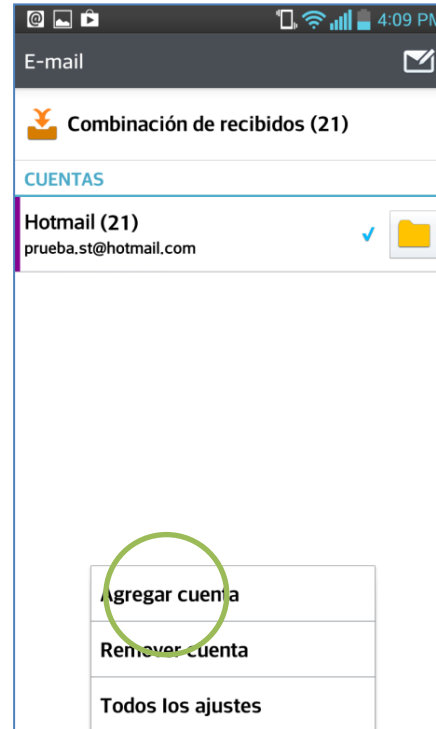 4:09 PM
E-mail
Combinación de recibidos (21)
CUENTAS
Hotmail (21)
prueba.st@hotmail.com
Agregar cuenta
Remover cuenta
Todos los ajustes